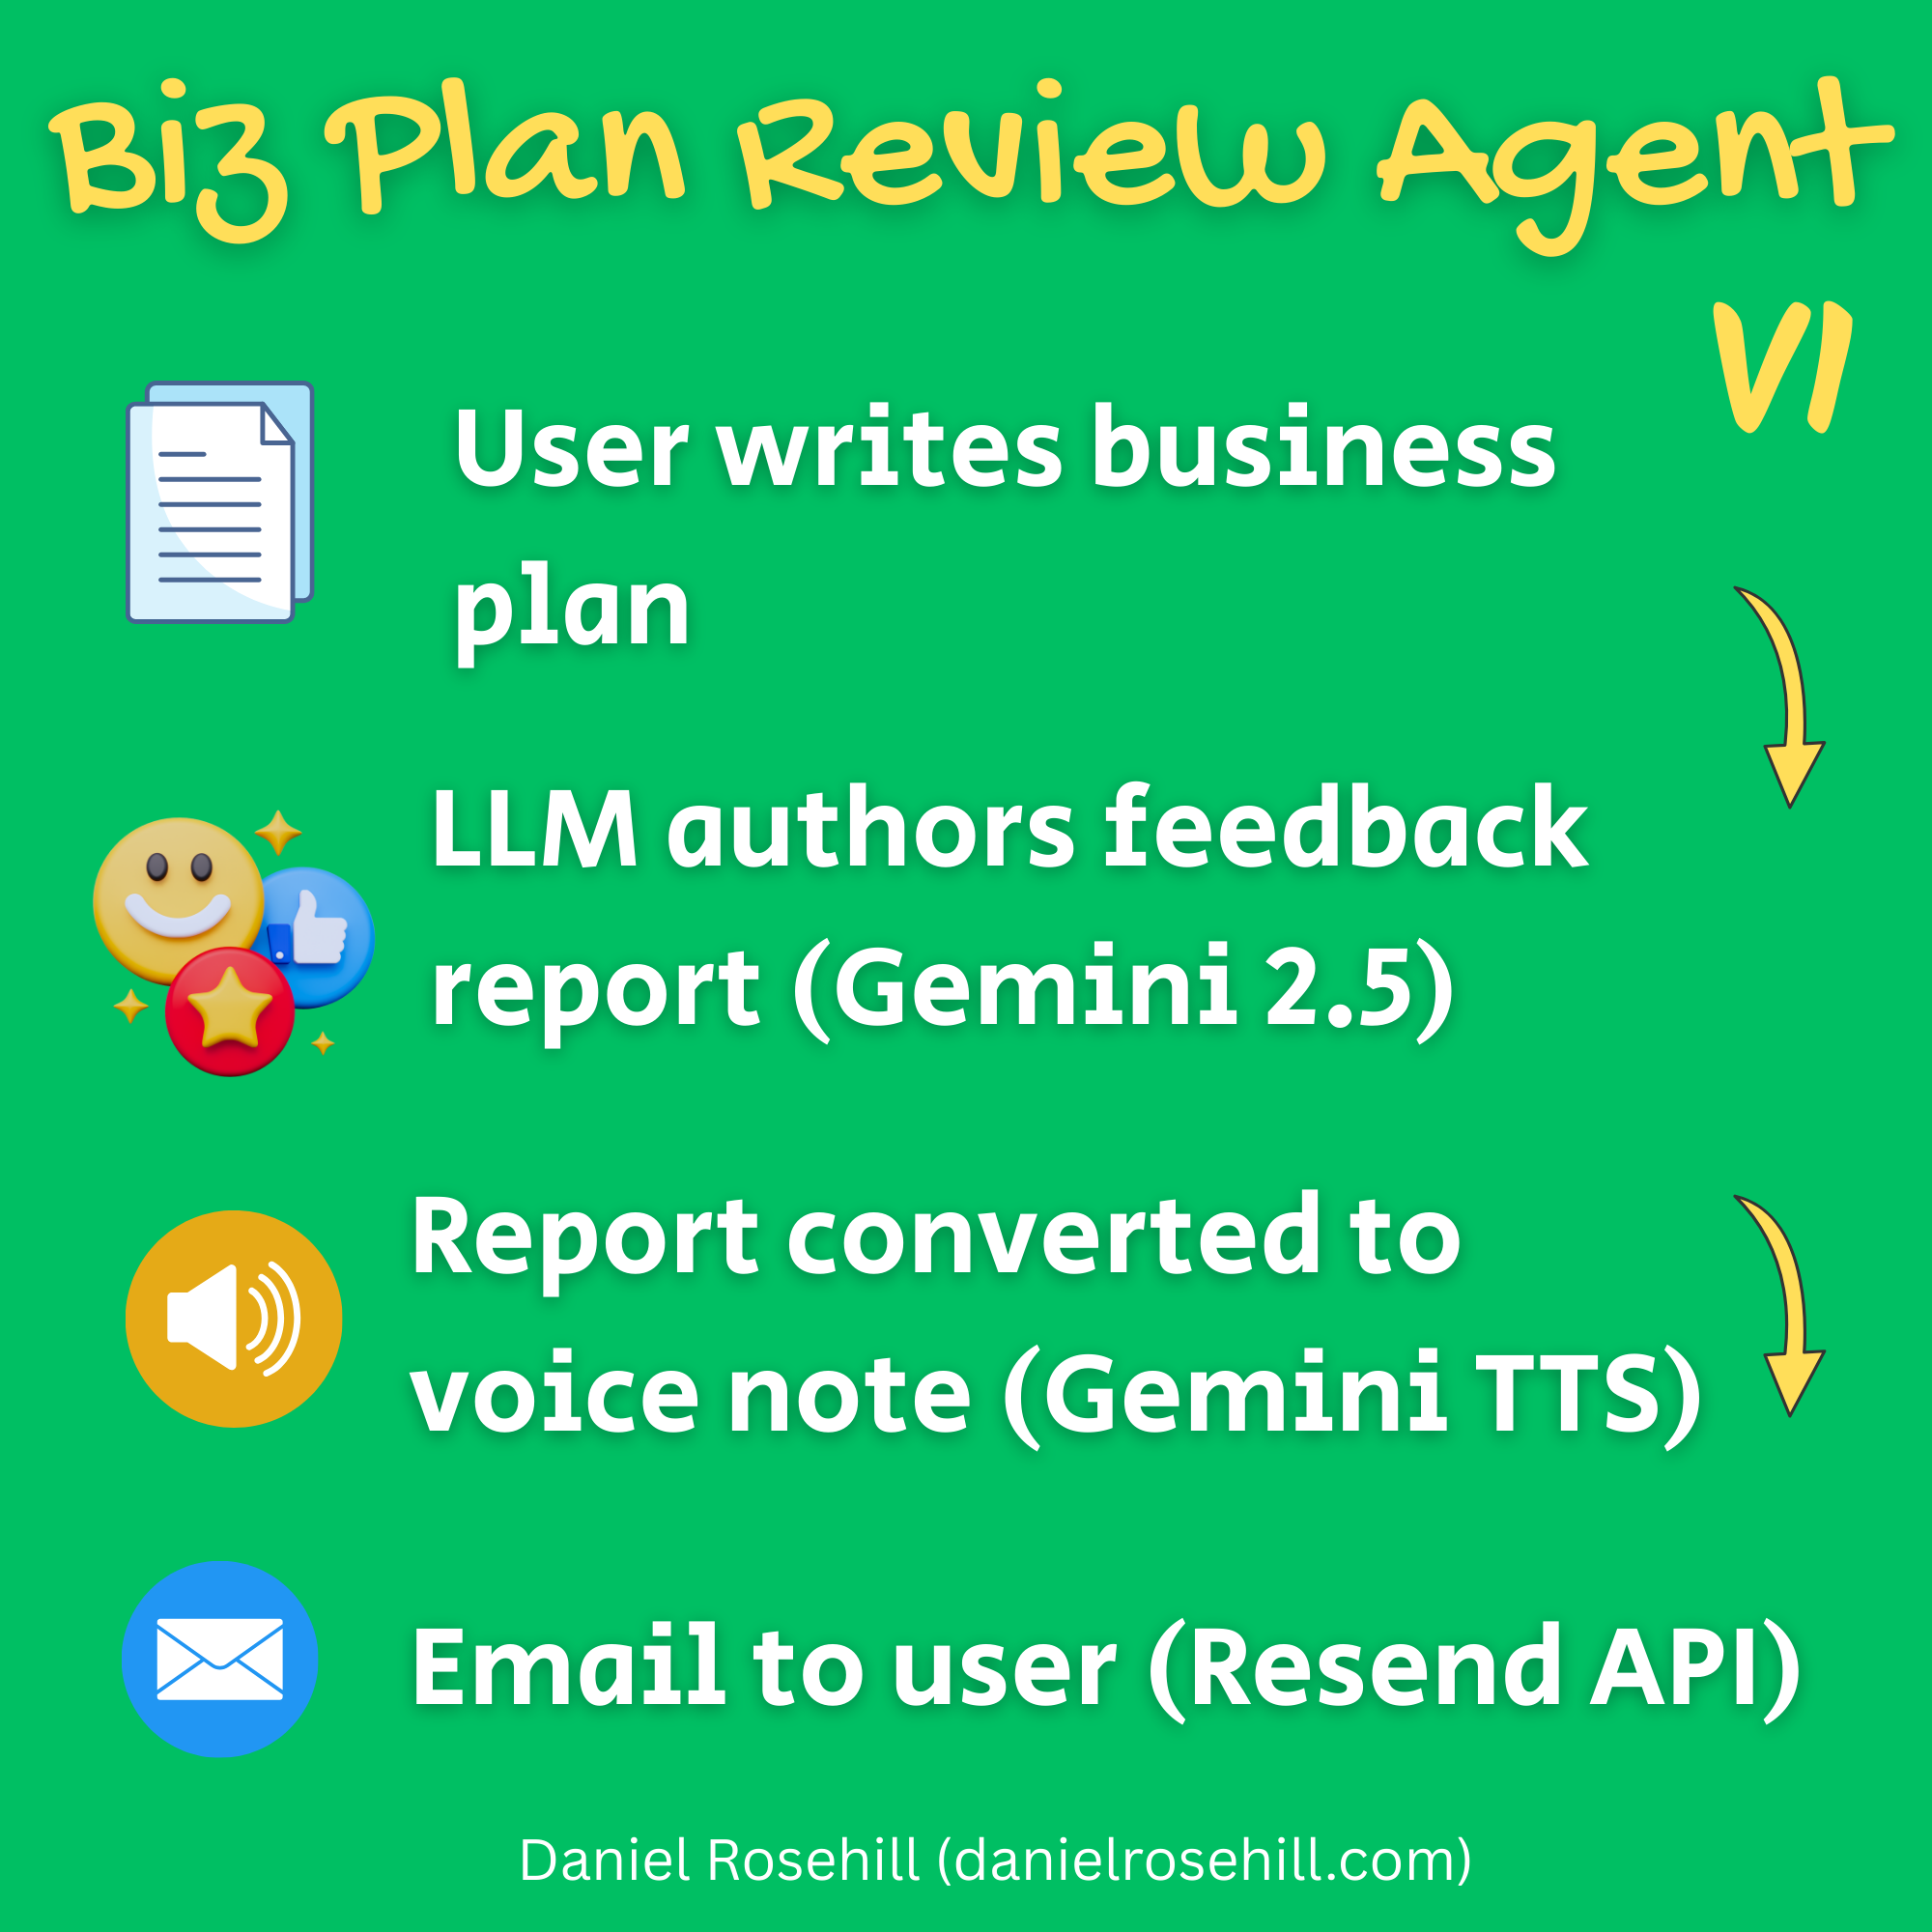 Biz Plan Review Agent
V1
User writes business
plan
LLM authors feedback
report (Gemini 2.5)
Report converted to
voice note (Gemini TTS)
Email to user (Resend API)
Daniel Rosehill (danielrosehill.com)